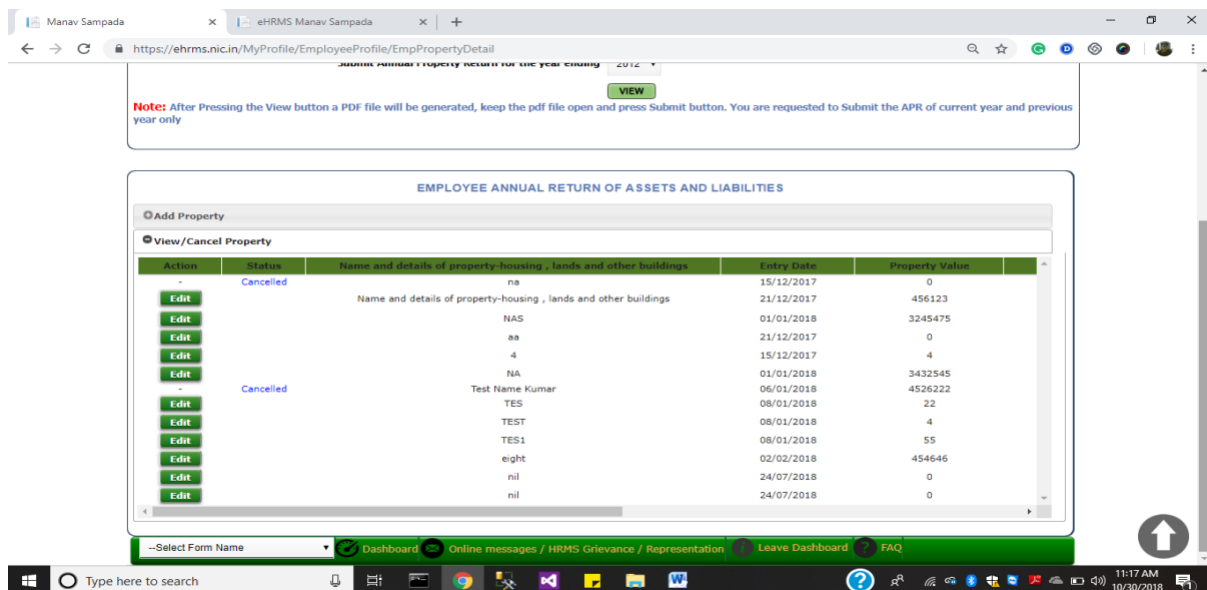 Manav Sampada
eHRMS Manav Sampada
https://ehrms.nic.in/MyProfile/EmployeeProfile/EmpPropertyDetail
Submit Annual Property Return for the year ending 2012
VIEW
Note: After Pressing the View button a PDF file will be generated, keep the pdf file open and press Submit button. You are requested to Submit the APR of current year and previous
year only
EMPLOYEE ANNUAL RETURN OF ASSETS AND LIABILITIES
Add Property
View/Cancel Property
Action Status Name and details of property-housing , lands and other buildings Entry Date Property Value
- Cancelled na 15/12/2017 0
Edit Name and details of property-housing , lands and other buildings 21/12/2017 456123
Edit NAS 01/01/2018 3245475
Edit aa 21/12/2017 0
Edit 4 15/12/2017 4
Edit NA 01/01/2018 3432545
- Cancelled Test Name Kumar 06/01/2018 4526222
Edit TES 08/01/2018 22
Edit TEST 08/01/2018 4
Edit TES1 08/01/2018 55
Edit eight 02/02/2018 454646
Edit nil 24/07/2018 0
Edit nil 24/07/2018 0
--Select Form Name Dashboard Online messages / HRMS Grievance / Representation Leave Dashboard ? FAQ
Type here to search
11:17 AM
10/30/2018